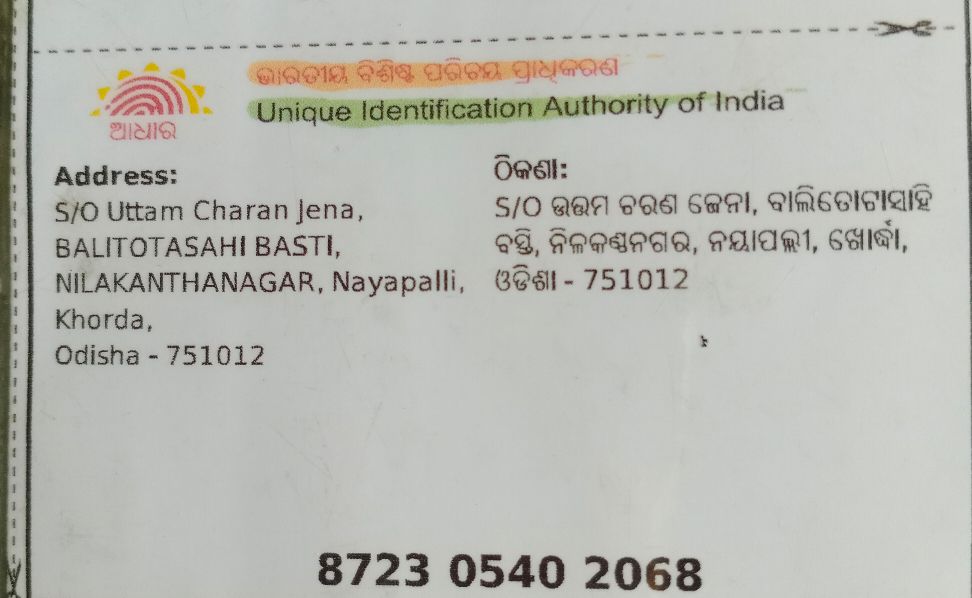 ଭାରତୀୟ ବିଶିଷ୍ଟ ପରିଚୟ ପ୍ରାଧିକରଣ
Unique Identification Authority of India
ଆଧାର
Address:
S/O Uttam Charan Jena,
BALITOTASAHI BASTI,
NILAKANTHANAGAR, Nayapalli,
Khorda,
Odisha - 751012
ଠିକଣା:
S/O ଉତ୍ତମ ଚରଣ ଜେନା, ବାଲିତୋଟାସାହି
ବସ୍ତି, ନିଳକଣ୍ଠନଗର, ନୟାପଲ୍ଲୀ, ଖୋର୍ଦ୍ଧା,
ଓଡିଶା - 751012
8723 0540 2068